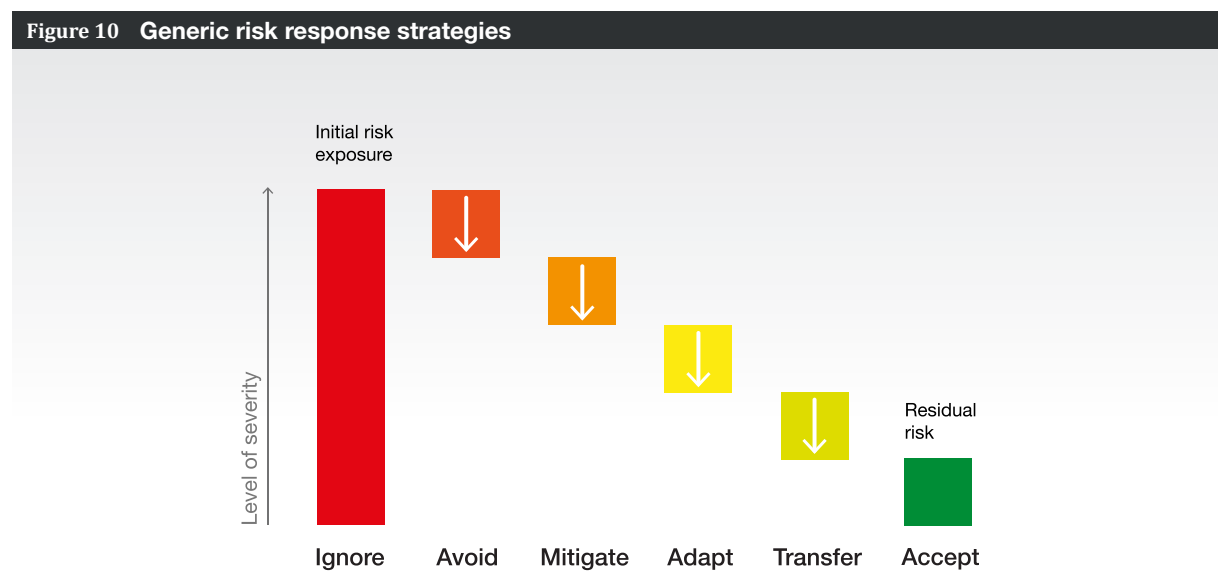 Figure 10 Generic risk response strategies
Initial risk
exposure
Level of severity
Residual
risk
Ignore Avoid Mitigate Adapt Transfer Accept